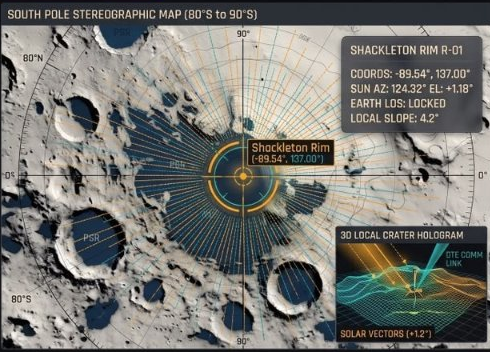 SOUTH POLE STEREOGRAPHIC MAP (80°S to 90°S)
PSR
90°
80°N
SHACKLETON RIM R-01
COORDS: -89.54°, 137.00°
SUN AZ: 124.32° EL: +1.18°
EARTH LOS: LOCKED
LOCAL SLOPE: 4.2°
Shackleton Rim
(-89.54°, 137.00°)
0°
PSR
3D LOCAL CRATER HOLOGRAM
DTE COMM
LINK
80°S
SOLAR VECTORS (+1.2°)
90°